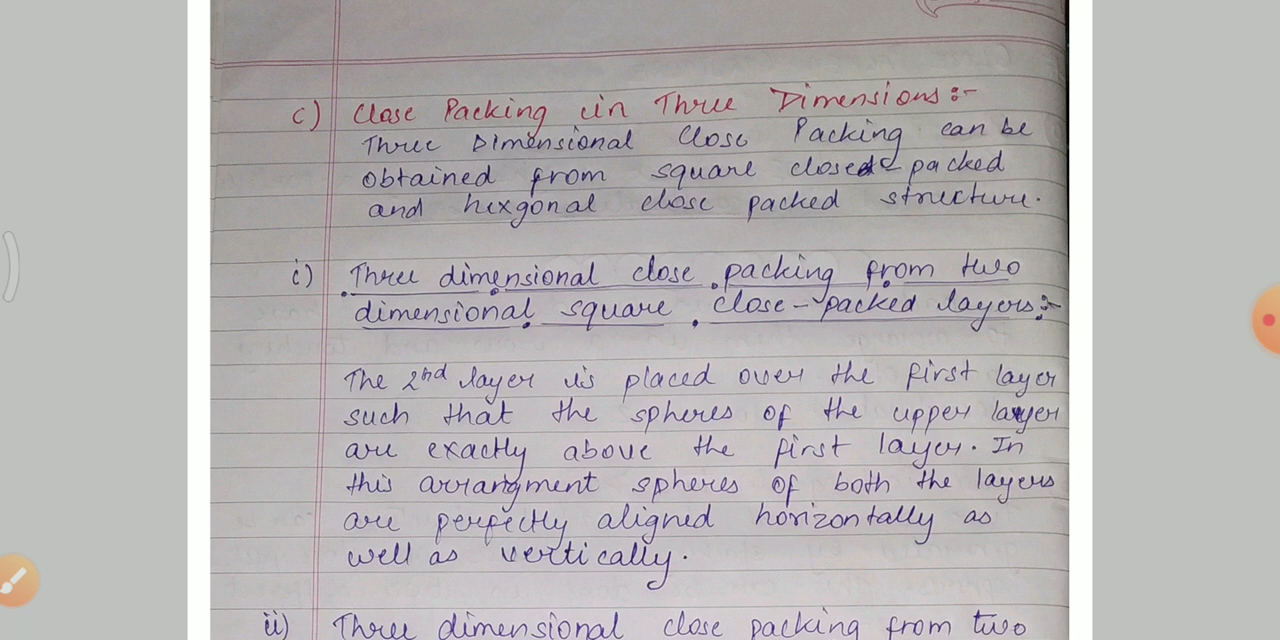 c) Close Packing in Three Dimensions:-
Three Dimensional Close Packing can be
obtained from square closed packed
and hexgonal close packed structure.
i) Three dimensional close packing from two
dimensional square close-packed layers:-
The 2nd layer is placed over the first layer
such that the spheres of the upper layer
are exactly above the first layer. In
this arrangment spheres of both the layers
are perfectly aligned horizontally as
well as vertically.
ii) Three dimensional close packing from two